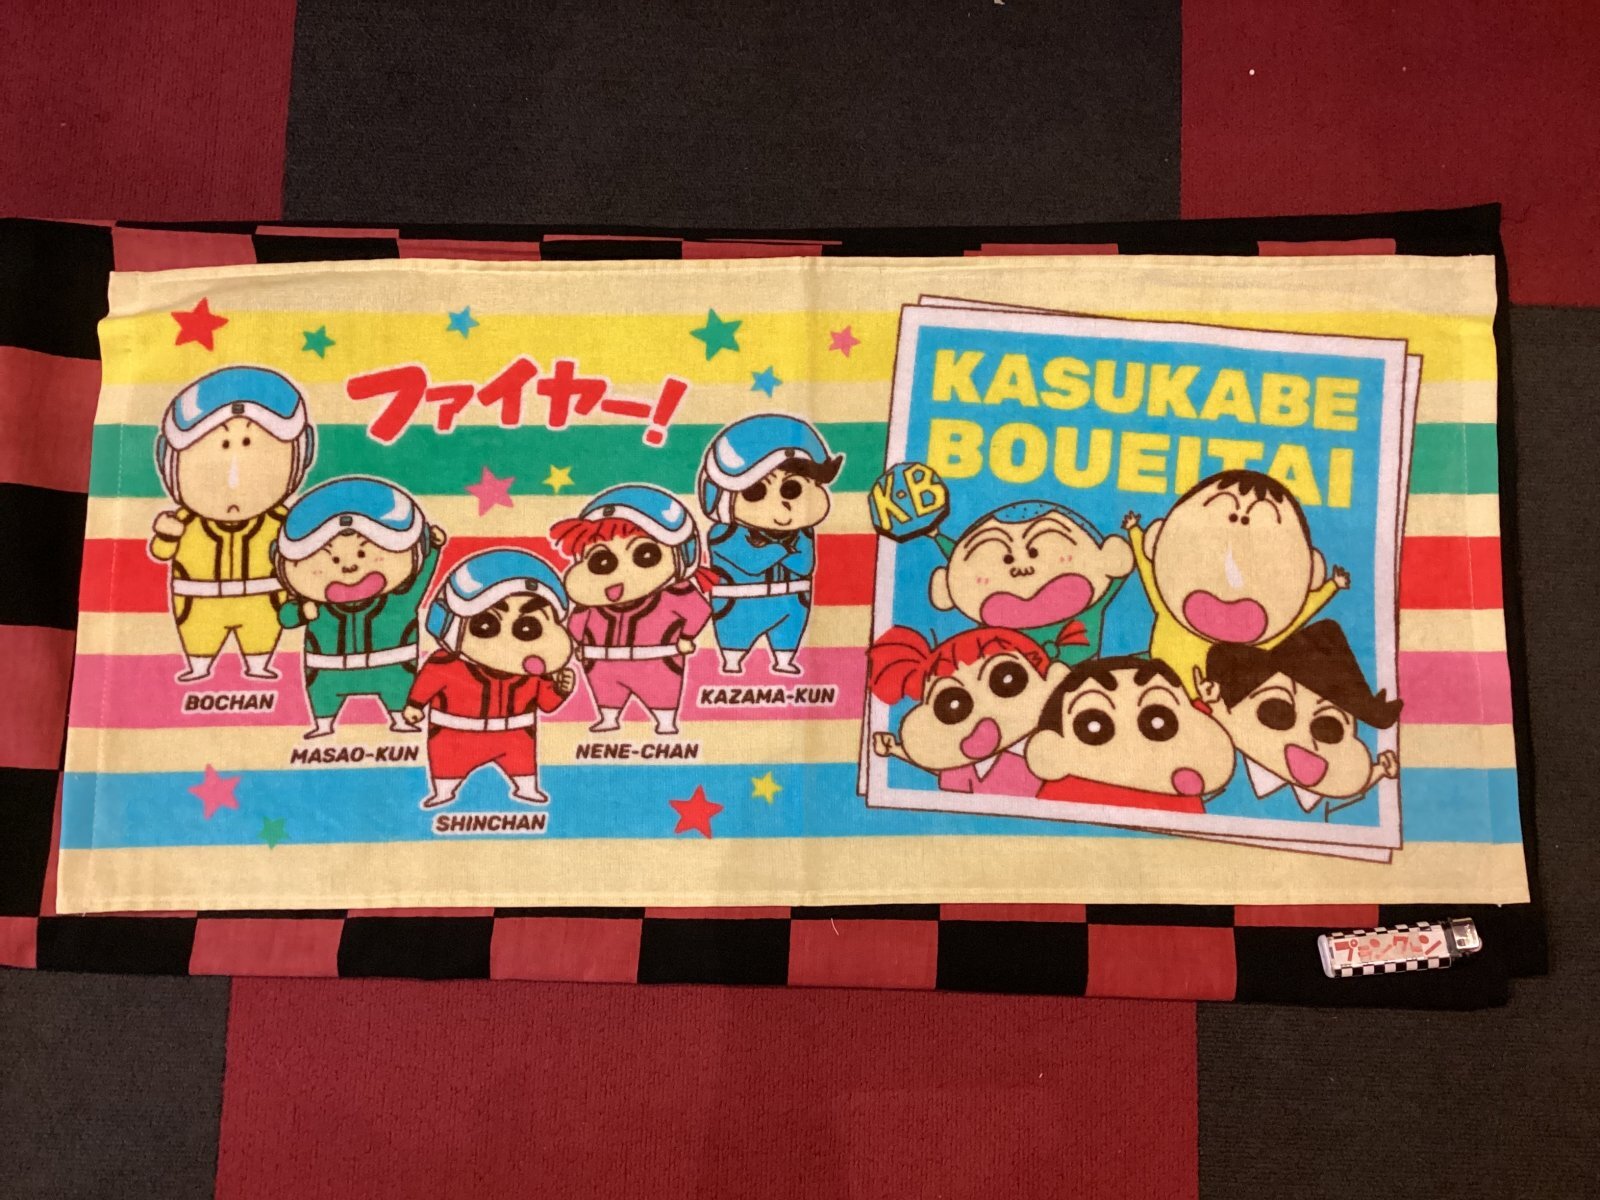 ファイヤー!
BOCHAN
MASAO-KUN
SHINCHAN
NENE-CHAN
KAZAMA-KUN
KASUKABE
BOUEITAI
K·B